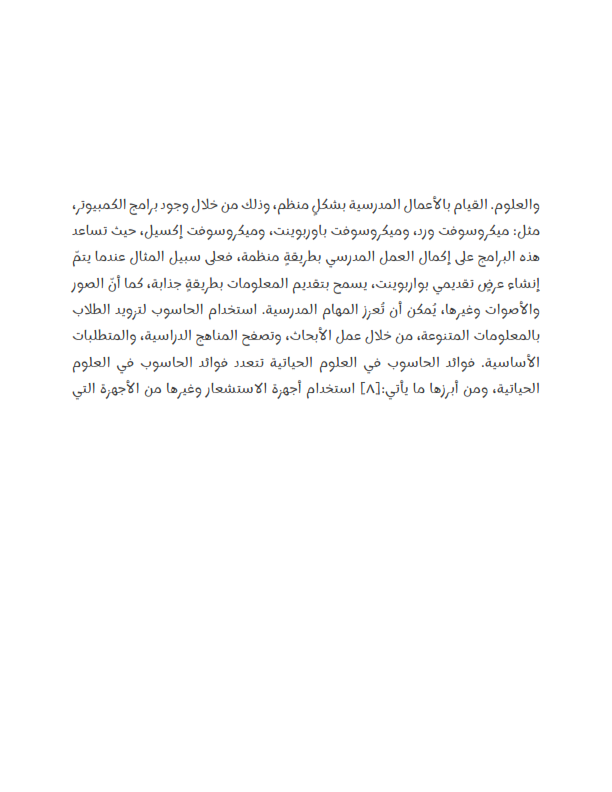 والعلوم. القيام بالأعمال المدرسية بشكلٍ منظم، وذلك من خلال وجود برامج الكمبيوتر،
مثل: ميكروسوفت ورد، وميكروسوفت باوربوينت، وميكروسوفت إكسيل، حيث تساعد
هذه البرامج على إكمال العمل المدرسي بطريقةٍ منظمة، فعلى سبيل المثال عندما يتمّ
إنشاء عرضٍ تقديمي بواربوينت، يسمح بتقديم المعلومات بطريقةٍ جذابة، كما أنّ الصور
والأصوات وغيرها، يُمكن أن تُعزز المهام المدرسية. استخدام الحاسوب لتزويد الطلاب
بالمعلومات المتنوعة، من خلال عمل الأبحاث، وتصفح المناهج الدراسية، والمتطلبات
الأساسية. فوائد الحاسوب في العلوم الحياتية تتعدد فوائد الحاسوب في العلوم
الحياتية، ومن أبرزها ما يأتي:[٨] استخدام أجهزة الاستشعار وغيرها من الأجهزة التي